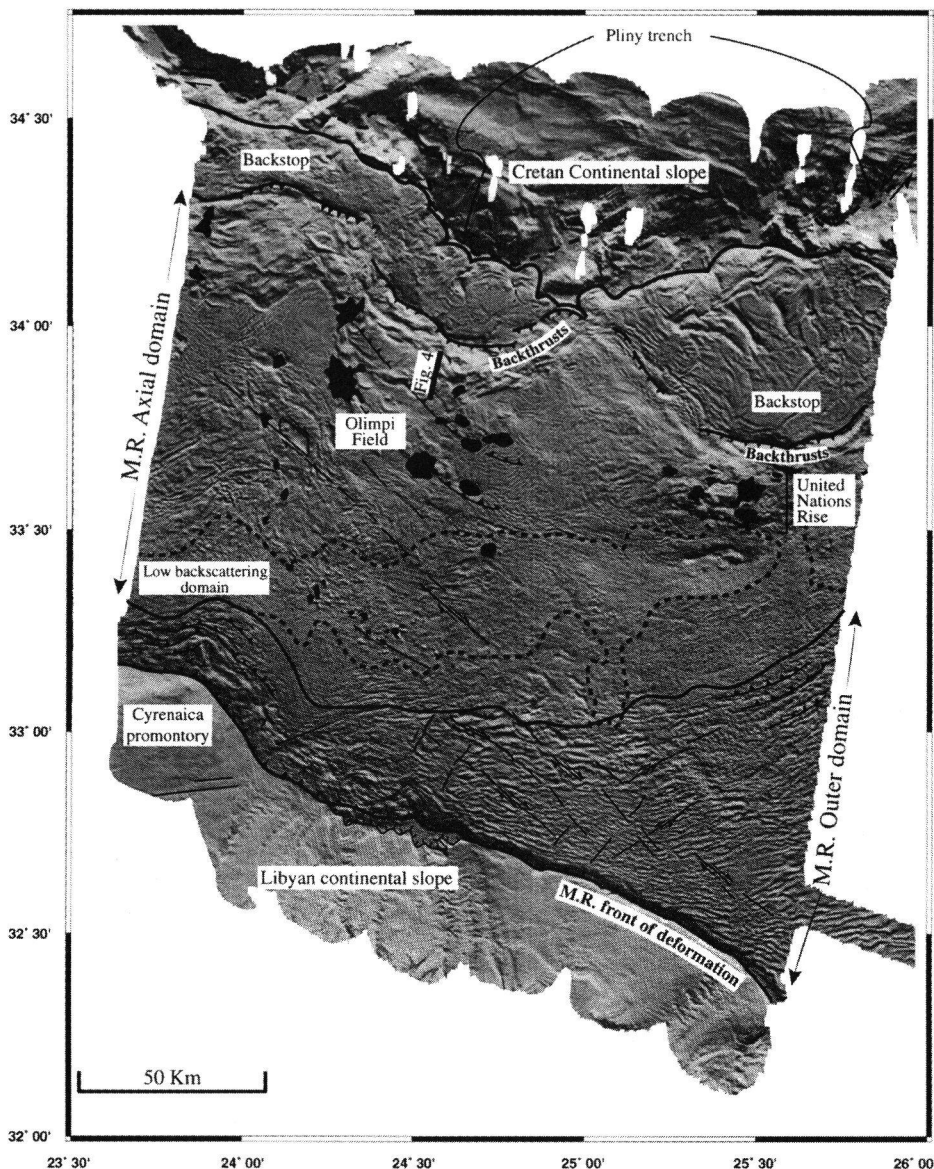 Pliny trench
34° 30'
Backstop
Cretan Continental slope
34° 00'
Backthrusts
Fig. 4
Backstop
M.R. Axial domain
Olimpi
Field
Backthrusts
United
Nations
Rise
33° 30'
Low backscattering
domain
Cyrenaica
promontory
33° 00'
M.R. Outer domain
Libyan continental slope
M.R. front of deformation
32° 30'
50 Km
32° 00'
23° 30'
24° 00'
24° 30'
25° 00'
25° 30'
26° 00'